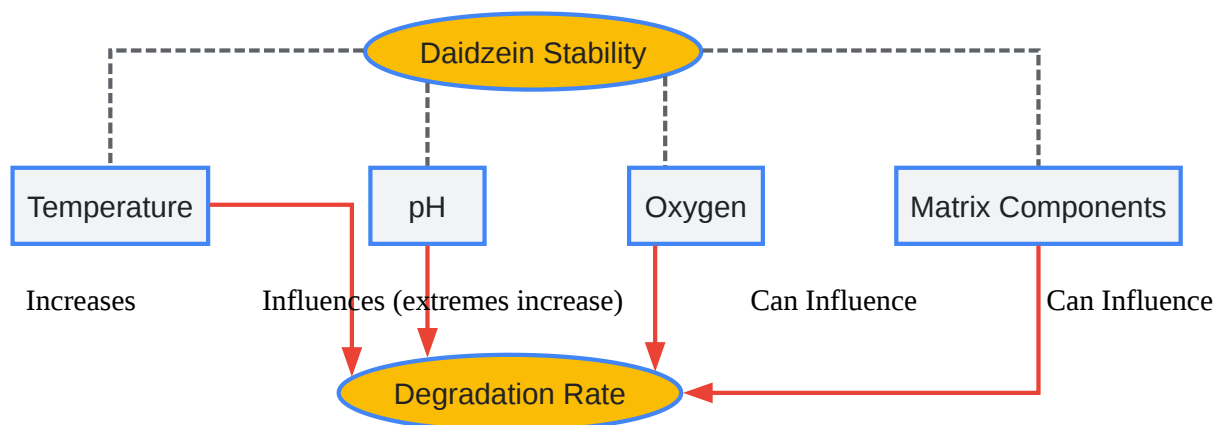 Daidzein Stability
Temperature
pH
Oxygen
Matrix Components
Increases
Influences (extremes increase)
Can Influence
Can Influence
Degradation Rate